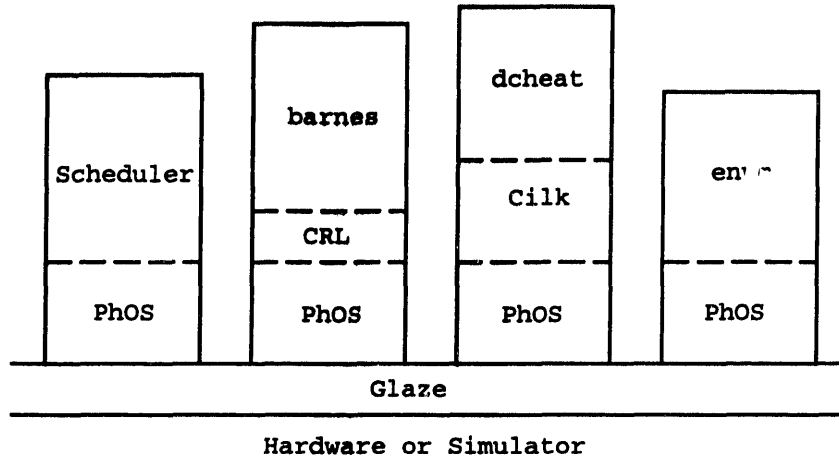 dcheat
barnes
Scheduler
Cilk
CRL
PhOS
PhOS
PhOS
PhOS
Glaze
Hardware or Simulator